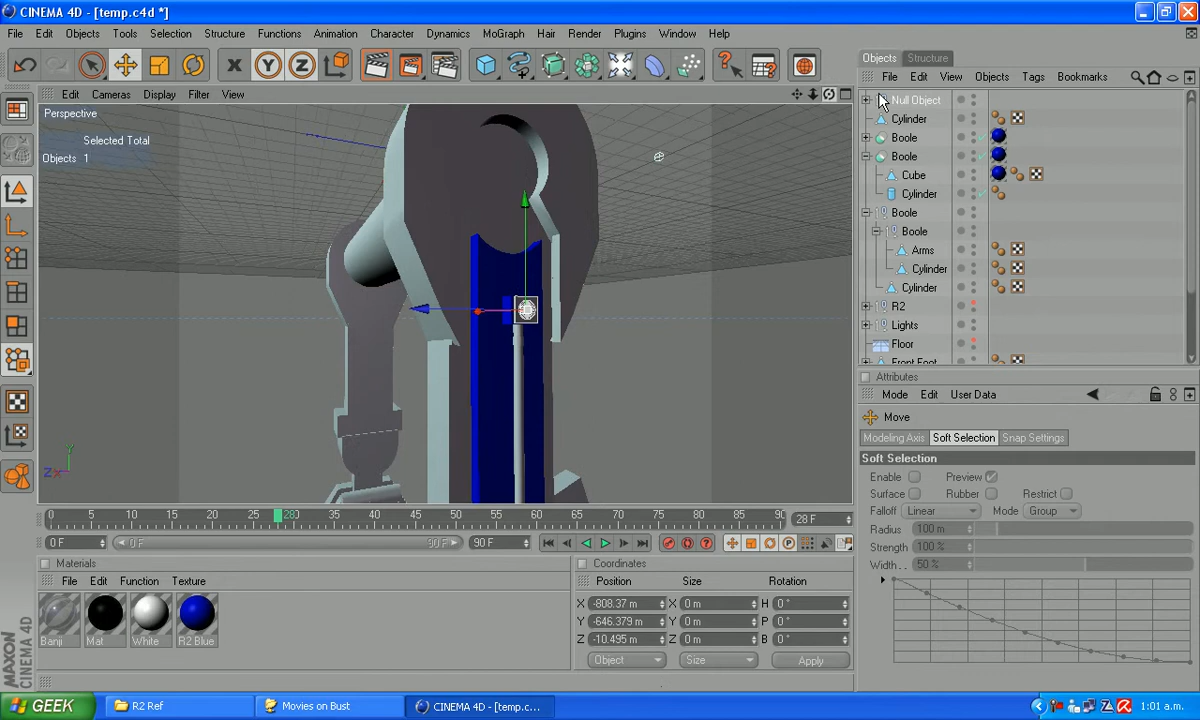 CINEMA 4D - [temp.c4d *]
File Edit Objects Tools Selection Structure Functions Animation Character Dynamics MoGraph Hair Render Plugins Window Help
Objects Structure
File Edit View Objects Tags Bookmarks
Edit Cameras Display Filter View
Perspective
Selected Total
Objects 1
Null Object
Cylinder
Boole
Boole
Cube
Cylinder
Boole
Boole
Arms
Cylinder
Cylinder
R2
Lights
Floor
Front Foot
Attributes
Mode Edit User Data
Move
Modeling Axis Soft Selection Snap Settings
Soft Selection
Enable Preview
Surface Rubber Restrict
Falloff Linear Mode Group
Radius 100 m
Strength 100 %
Width . . 50 %
Y
Z X
0 5 10 15 20 25 280 35 40 45 50 55 60 65 70 75 80 85 90 28 F
0 F 0 F 90 F 90 F
Materials
File Edit Function Texture
Banji Mat White R2 Blue
Coordinates
Position Size Rotation
X -808.37 m X 0 m H 0 °
Y -646.379 m Y 0 m P 0 °
Z -10.495 m Z 0 m B 0 °
Object Size Apply
MAXON
CINEMA 4D
GEEK R2 Ref Movies on Bust CINEMA 4D - [temp.c... 1:01 a.m.